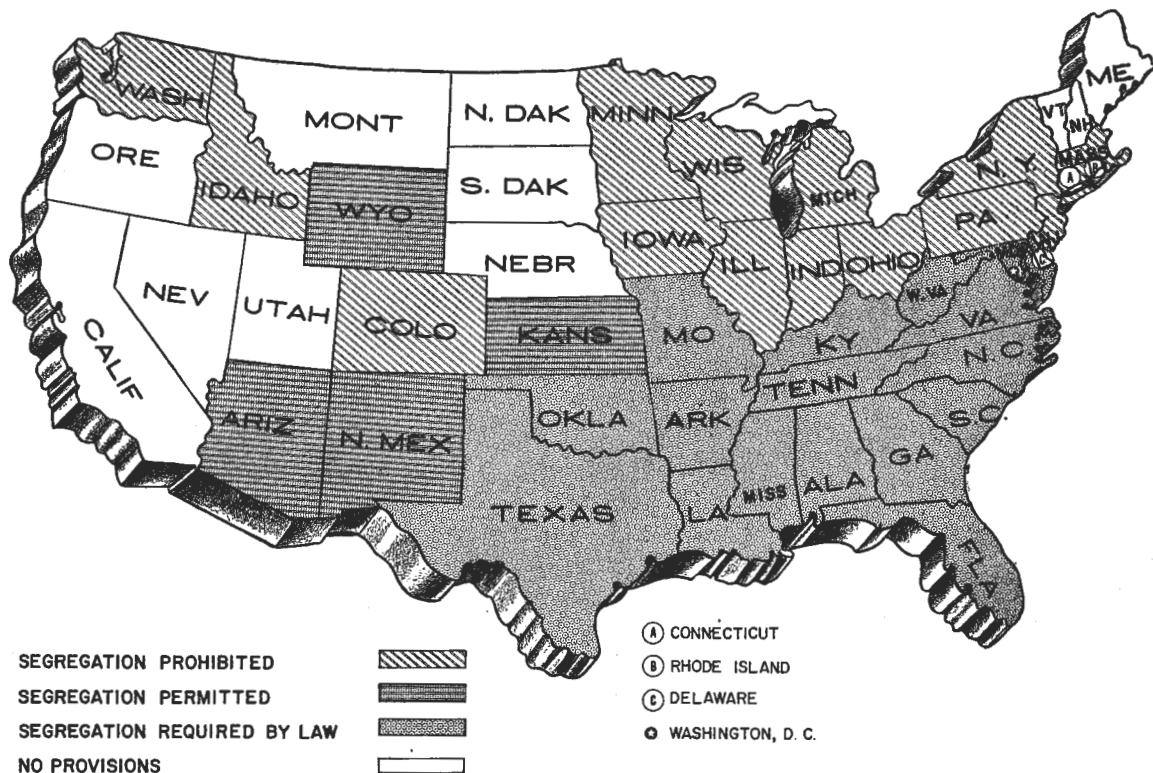 WASH
MONT
N. DAK
MINN
ME
VT
NH
ORE
IDAHO
WYO
S. DAK
WIS
MICH
N. Y.
MASS
A
B
NEV
UTAH
COLO
NEBR
IOWA
ILL
IND.
OHIO
PA
CALIF
KANS
MO
KY
W. VA
VA
C
ARIZ
N. MEX
OKLA
ARK
TENN
N C
S C
TEXAS
LA
MISS
ALA
GA
FLA
SEGREGATION PROHIBITED
SEGREGATION PERMITTED
SEGREGATION REQUIRED BY LAW
NO PROVISIONS
A CONNECTICUT
B RHODE ISLAND
C DELAWARE
WASHINGTON, D. C.